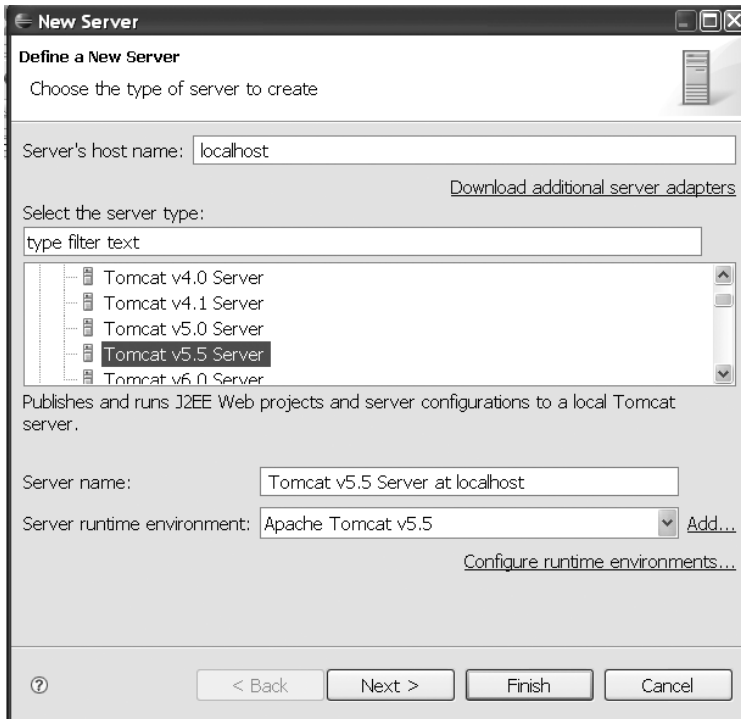 New Server
Define a New Server
Choose the type of server to create
Server's host name: localhost
Download additional server adapters
Select the server type:
type filter text
Tomcat v4.0 Server
Tomcat v4.1 Server
Tomcat v5.0 Server
Tomcat v5.5 Server
Tomcat v6.0 Server
Publishes and runs J2EE Web projects and server configurations to a local Tomcat
server.
Server name: Tomcat v5.5 Server at localhost
Server runtime environment: Apache Tomcat v5.5 Add...
Configure runtime environments...
? < Back Next > Finish Cancel